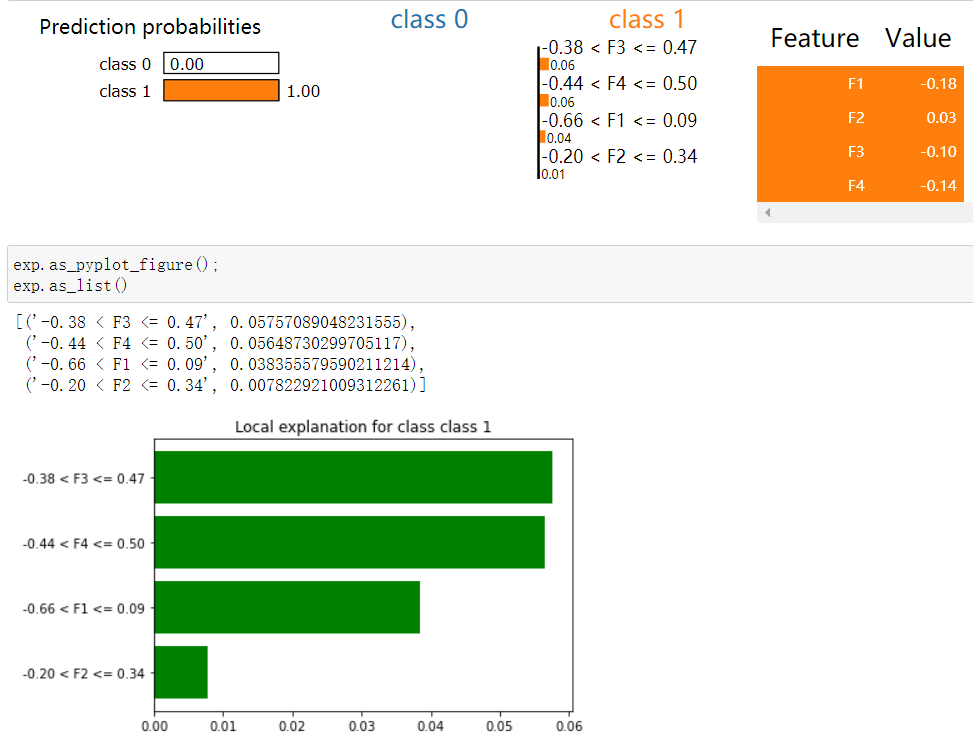 Prediction probabilities
class 0 0.00
class 1 1.00
class 0 class 1
-0.38 < F3 <= 0.47
0.06
-0.44 < F4 <= 0.50
0.06
-0.66 < F1 <= 0.09
0.04
-0.20 < F2 <= 0.34
0.01
Feature Value
F1 -0.18
F2 0.03
F3 -0.10
F4 -0.14
exp.as_pyplot_figure();
exp.as_list()
[('-0.38 < F3 <= 0.47', 0.05757089048231555),
('-0.44 < F4 <= 0.50', 0.05648730299705117),
('-0.66 < F1 <= 0.09', 0.038355579590211214),
('-0.20 < F2 <= 0.34', 0.007822921009312261)]
Local explanation for class class 1
-0.38 < F3 <= 0.47
-0.44 < F4 <= 0.50
-0.66 < F1 <= 0.09
-0.20 < F2 <= 0.34
0.00 0.01 0.02 0.03 0.04 0.05 0.06